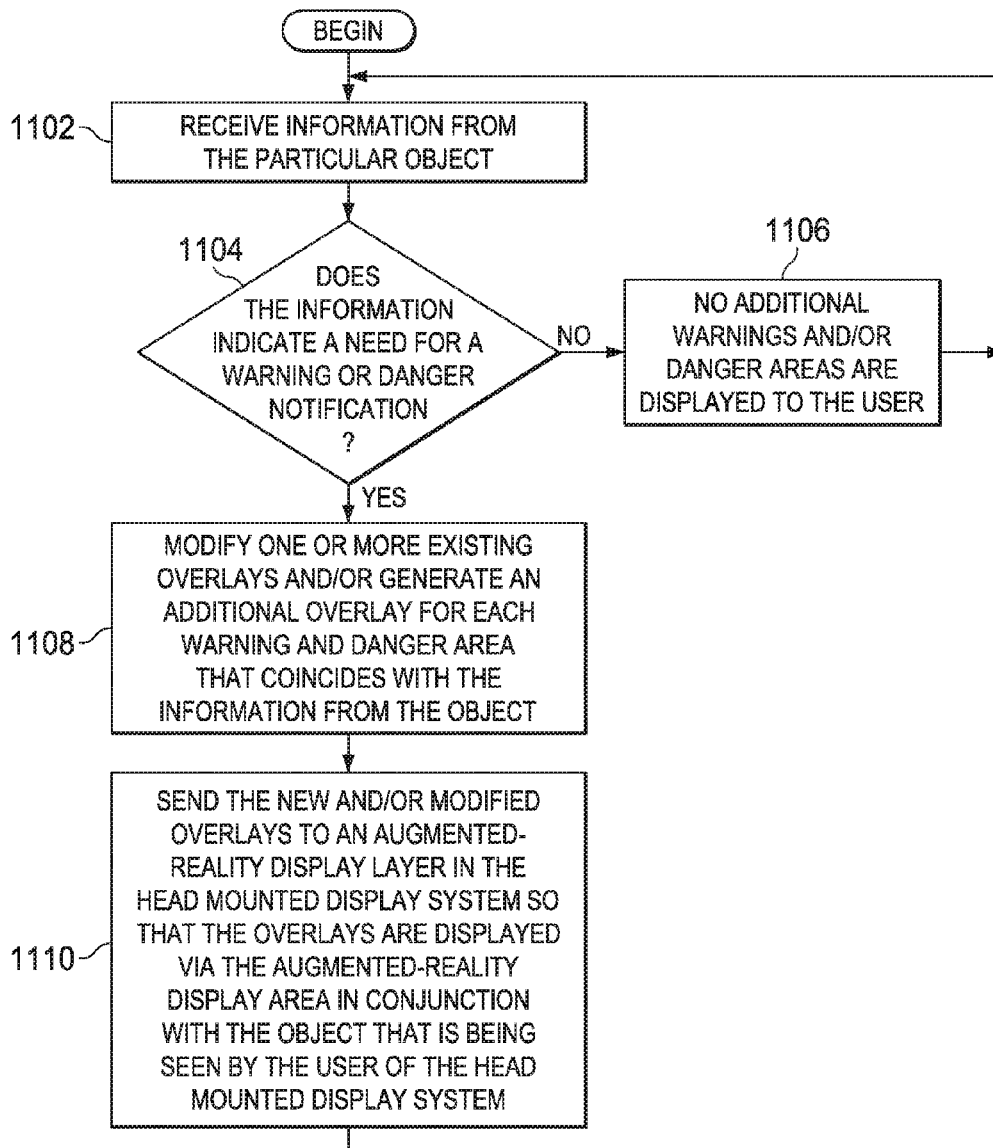 BEGIN
1102
RECEIVE INFORMATION FROM
THE PARTICULAR OBJECT
1104
DOES
THE INFORMATION
INDICATE A NEED FOR A
WARNING OR DANGER
NOTIFICATION
?
NO
1106
NO ADDITIONAL
WARNINGS AND/OR
DANGER AREAS ARE
DISPLAYED TO THE USER
YES
1108
MODIFY ONE OR MORE EXISTING
OVERLAYS AND/OR GENERATE AN
ADDITIONAL OVERLAY FOR EACH
WARNING AND DANGER AREA
THAT COINCIDES WITH THE
INFORMATION FROM THE OBJECT
1110
SEND THE NEW AND/OR MODIFIED
OVERLAYS TO AN AUGMENTED-
REALITY DISPLAY LAYER IN THE
HEAD MOUNTED DISPLAY SYSTEM SO
THAT THE OVERLAYS ARE DISPLAYED
VIA THE AUGMENTED-REALITY
DISPLAY AREA IN CONJUNCTION
WITH THE OBJECT THAT IS BEING
SEEN BY THE USER OF THE HEAD
MOUNTED DISPLAY SYSTEM